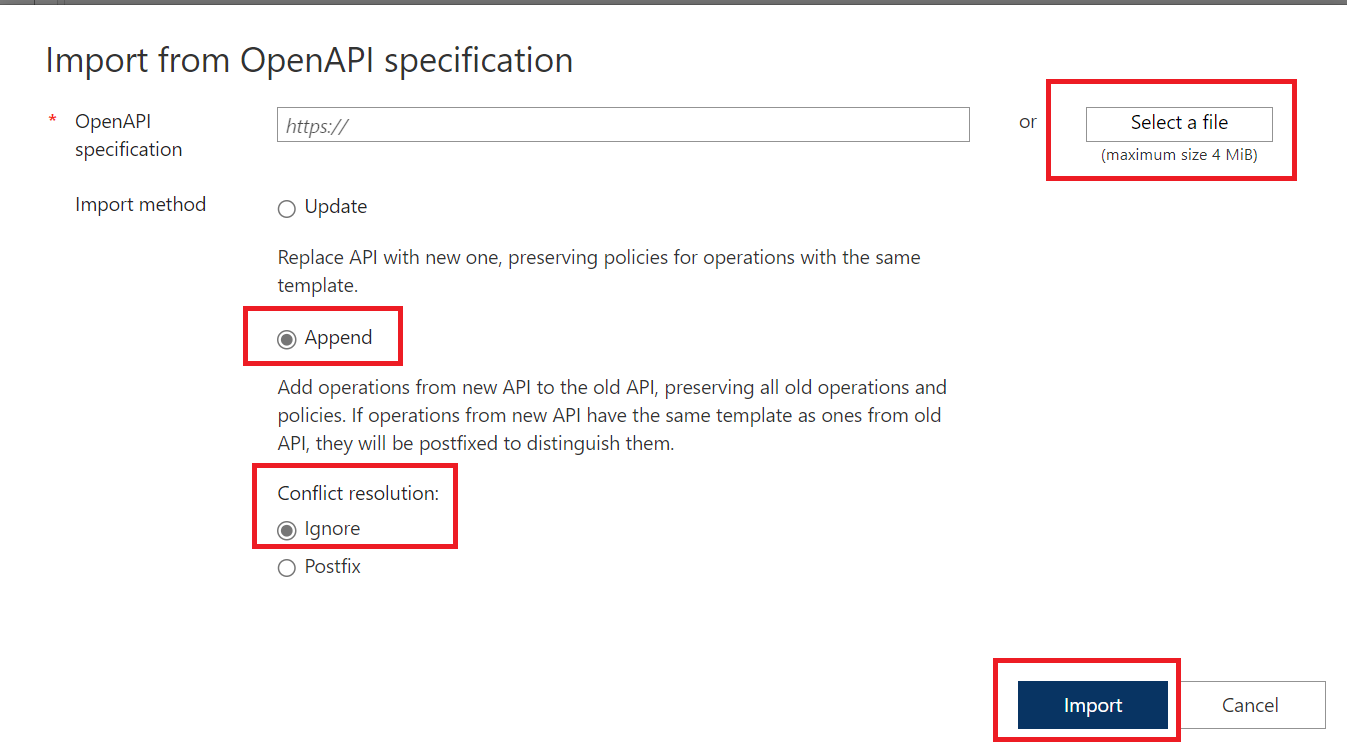 Import from OpenAPI specification
* OpenAPI specification
https://
or
Select a file
(maximum size 4 MiB)
Import method
Update
Replace API with new one, preserving policies for operations with the same
template.
Append
Add operations from new API to the old API, preserving all old operations and
policies. If operations from new API have the same template as ones from old
API, they will be postfixed to distinguish them.
Conflict resolution:
Ignore
Postfix
Import
Cancel